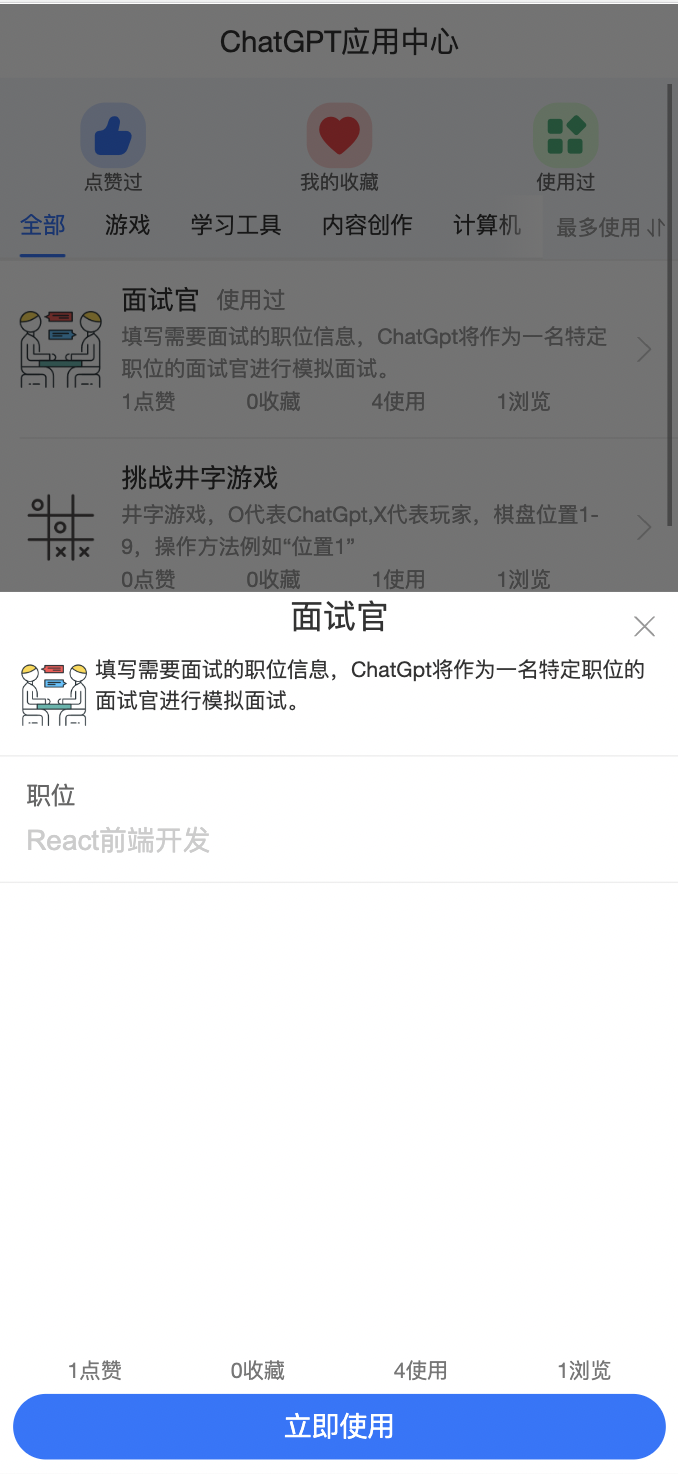 ChatGPT应用中心
点赞过 我的收藏 使用过
全部 游戏 学习工具 内容创作 计算机 最多使用
面试官 使用过
填写需要面试的职位信息，ChatGpt将作为一名特定
职位的面试官进行模拟面试。
1点赞 0收藏 4使用 1浏览
挑战井字游戏
井字游戏，O代表ChatGpt,X代表玩家，棋盘位置1-
9，操作方法例如“位置1”
0点赞 0收藏 1使用 1浏览
面试官
填写需要面试的职位信息，ChatGpt将作为一名特定职位的
面试官进行模拟面试。
职位
React前端开发
1点赞 0收藏 4使用 1浏览
立即使用